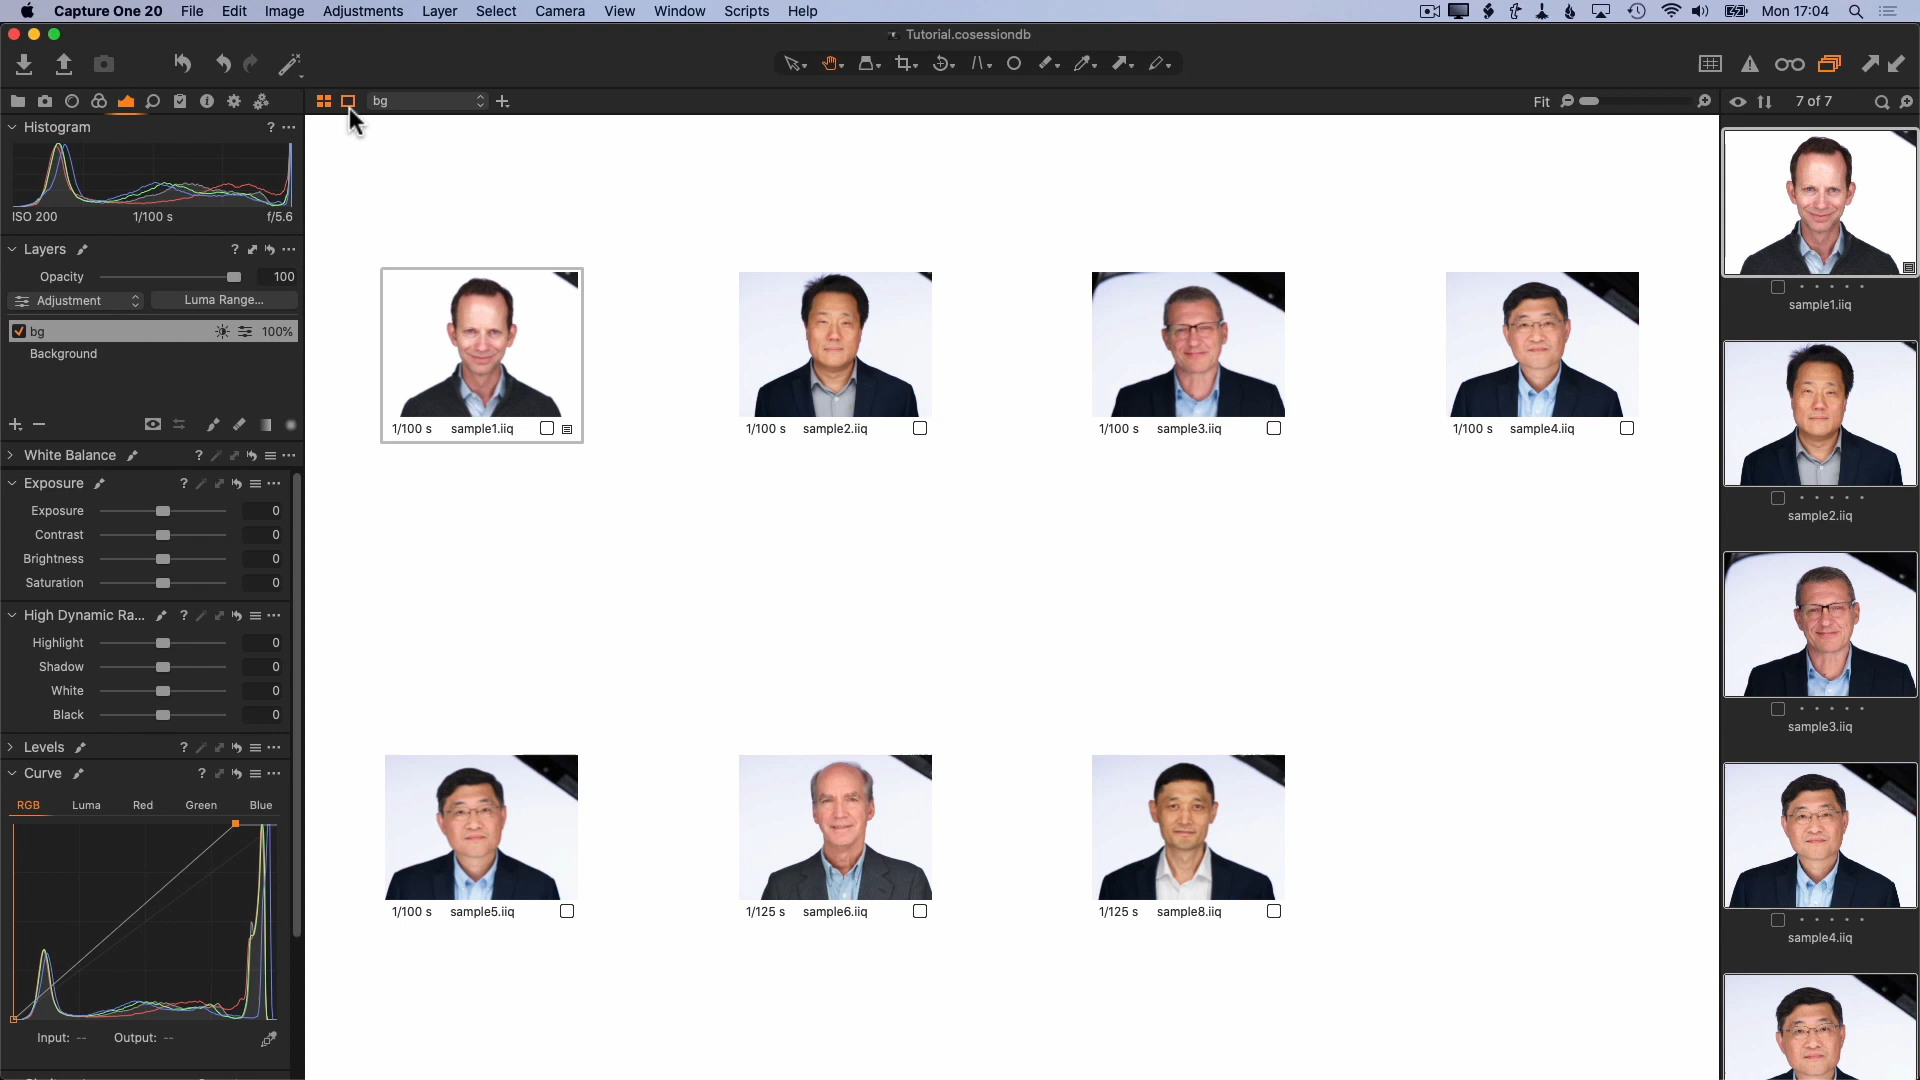 Capture One 20 File Edit Image Adjustments Layer Select Camera View Window Scripts Help Mon 17:04
Tutorial.cosessiondb
bg Fit 7 of 7
Histogram ? ...
ISO 200 1/100 s f/5.6
Layers ? ...
Opacity 100
Adjustment Luma Range...
bg 100%
Background
White Balance ? ...
Exposure ? ...
Exposure 0
Contrast 0
Brightness 0
Saturation 0
High Dynamic Ra... ? ...
Highlight 0
Shadow 0
White 0
Black 0
Levels ? ...
Curve ? ...
RGB Luma Red Green Blue
Input: -- Output: --
1/100 s sample1.iiq
1/100 s sample2.iiq
1/100 s sample3.iiq
1/100 s sample4.iiq
1/100 s sample5.iiq
1/125 s sample6.iiq
1/125 s sample8.iiq
sample1.iiq
sample2.iiq
sample3.iiq
sample4.iiq